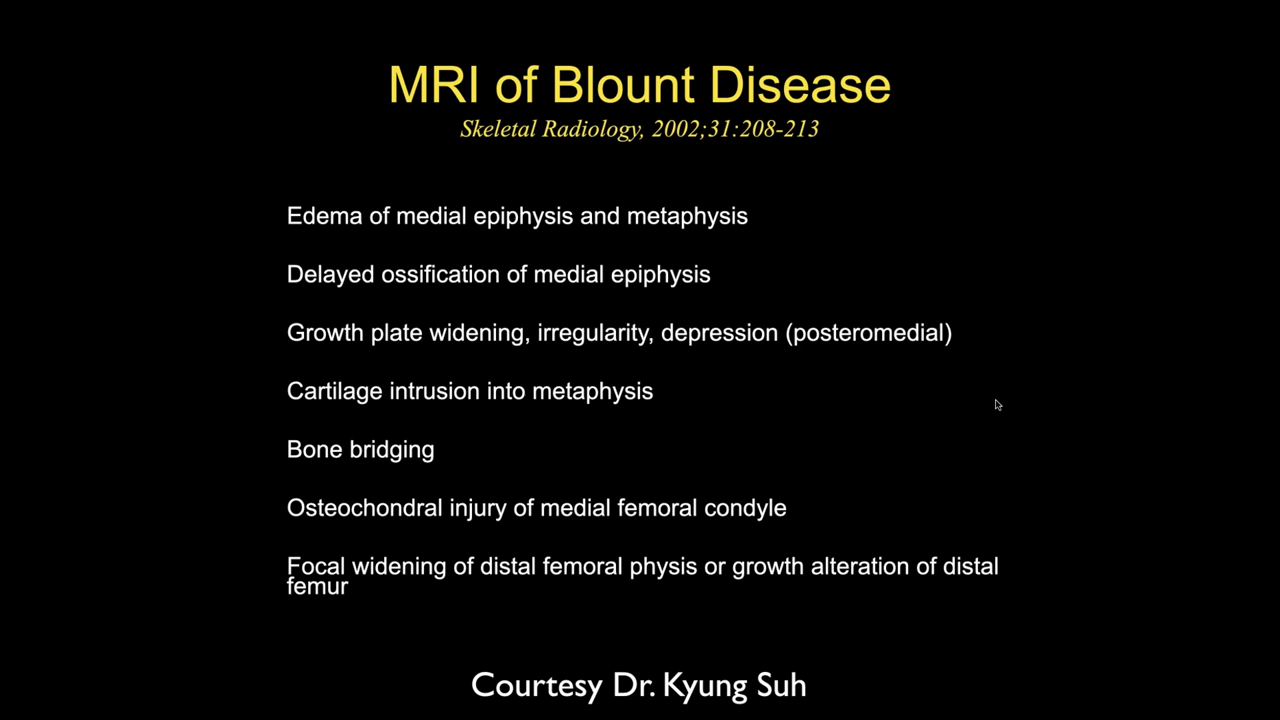 MRI of Blount Disease
Skeletal Radiology, 2002;31:208-213
Edema of medial epiphysis and metaphysis
Delayed ossification of medial epiphysis
Growth plate widening, irregularity, depression (posteromedial)
Cartilage intrusion into metaphysis
Bone bridging
Osteochondral injury of medial femoral condyle
Focal widening of distal femoral physis or growth alteration of distal
femur
Courtesy Dr. Kyung Suh